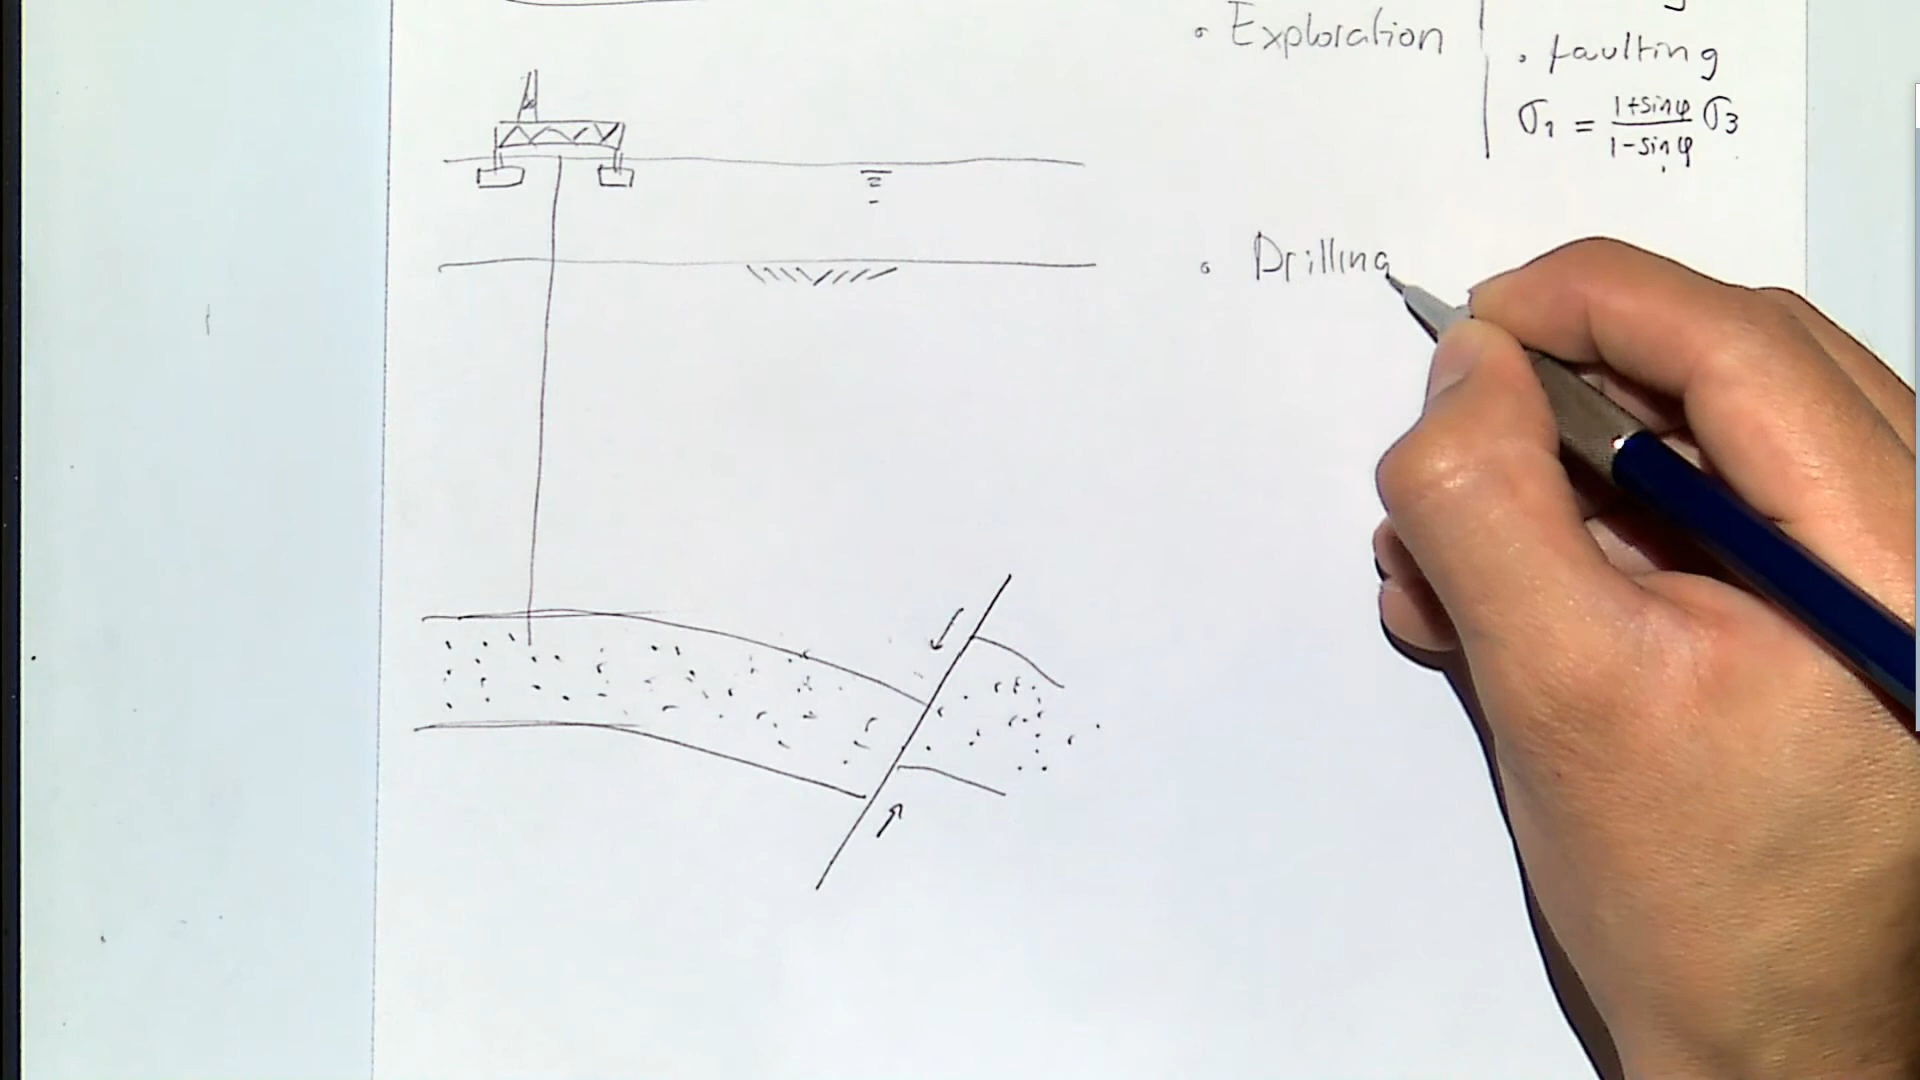 • Exploration
• faulting
σ1 = 1+sinφ/1-sinφ σ3
• Drilling